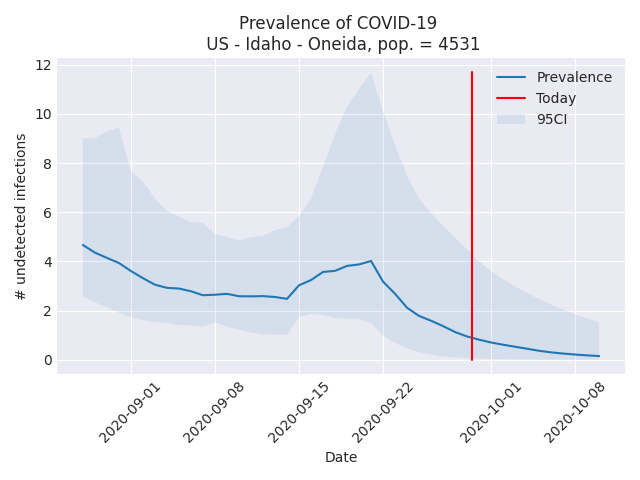 Prevalence of COVID-19
US - Idaho - Oneida, pop. = 4531
12
10
8
6
4
2
0
# undetected infections
Prevalence
Today
95CI
2020-09-01
2020-09-08
2020-09-15
2020-09-22
2020-10-01
2020-10-08
Date